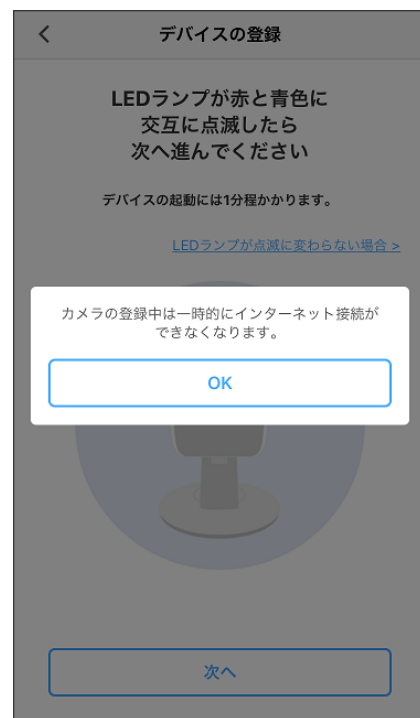 デバイスの登録
LEDランプが赤と青色に
交互に点滅したら
次へ進んでください
デバイスの起動には1分程かかります。
LEDランプが点滅に変わらない場合 >
カメラの登録中は一時的にインターネット接続が
できなくなります。
OK
次へ